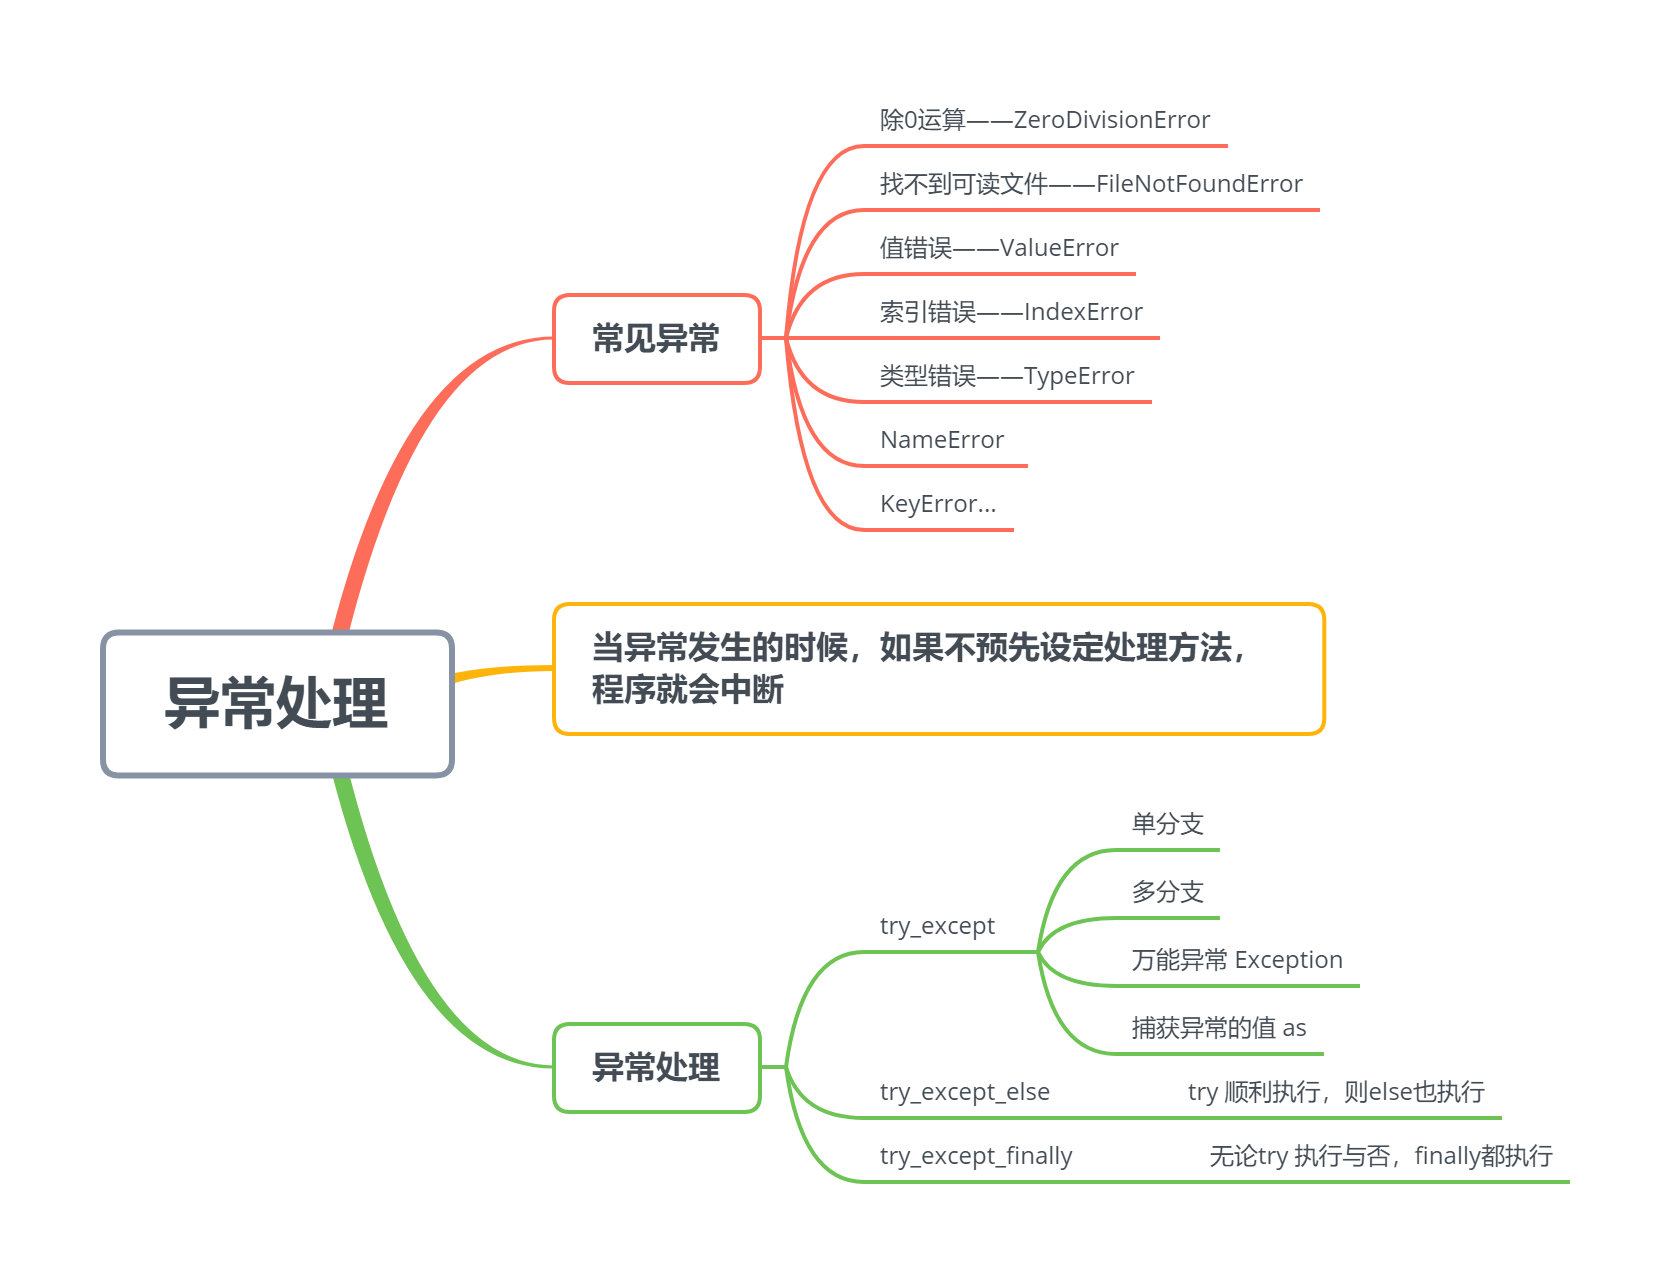 异常处理
常见异常
除0运算——ZeroDivisionError
找不到可读文件——FileNotFoundError
值错误——ValueError
索引错误——IndexError
类型错误——TypeError
NameError
KeyError...
当异常发生的时候，如果不预先设定处理方法，
程序就会中断
异常处理
try_except
单分支
多分支
万能异常 Exception
捕获异常的值 as
try_except_else
try 顺利执行，则else也执行
try_except_finally
无论try 执行与否，finally都执行